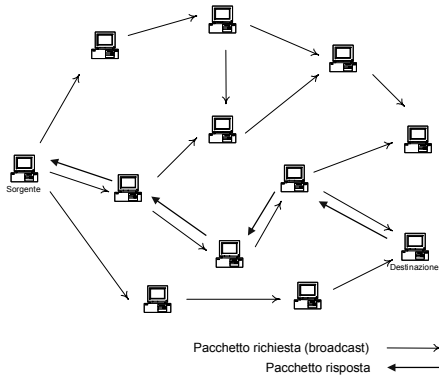 Sorgente
Destinazione
Pacchetto richiesta (broadcast)
Pacchetto risposta